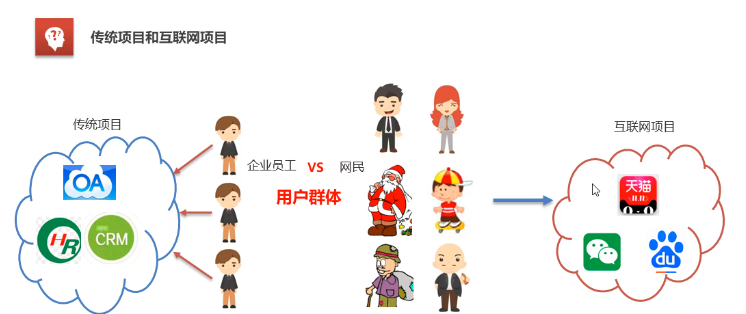 传统项目和互联网项目
传统项目
互联网项目
企业员工 VS 网民
用户群体
OA
HR
CRM
天猫
11.11
du